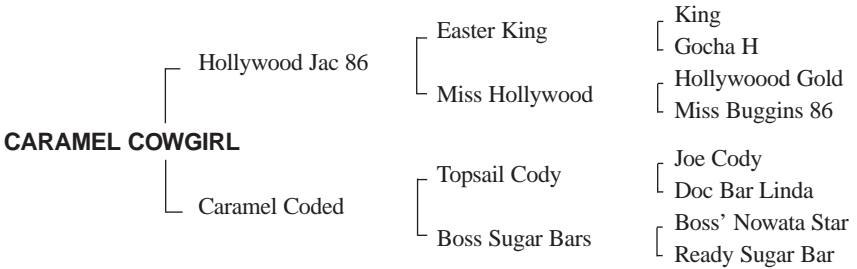 King
Easter King
Gocha H
Hollywood Jac 86
Hollywoood Gold
Miss Hollywood
Miss Buggins 86
CARAMEL COWGIRL
Joe Cody
Topsail Cody
Doc Bar Linda
Caramel Coded
Boss’ Nowata Star
Boss Sugar Bars
Ready Sugar Bar